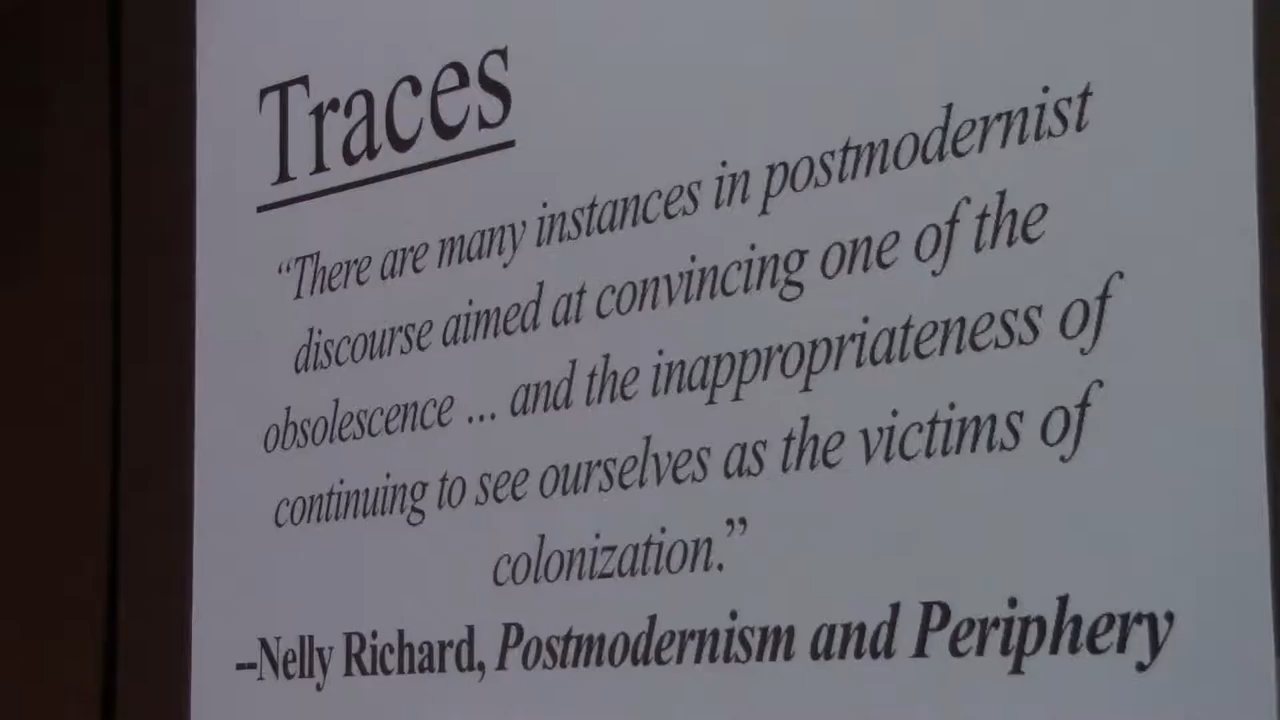 Traces
“There are many instances in postmodernist
discourse aimed at convincing one of the
obsolescence ... and the inappropriateness of
continuing to see ourselves as the victims of
colonization.”
--Nelly Richard, Postmodernism and Periphery